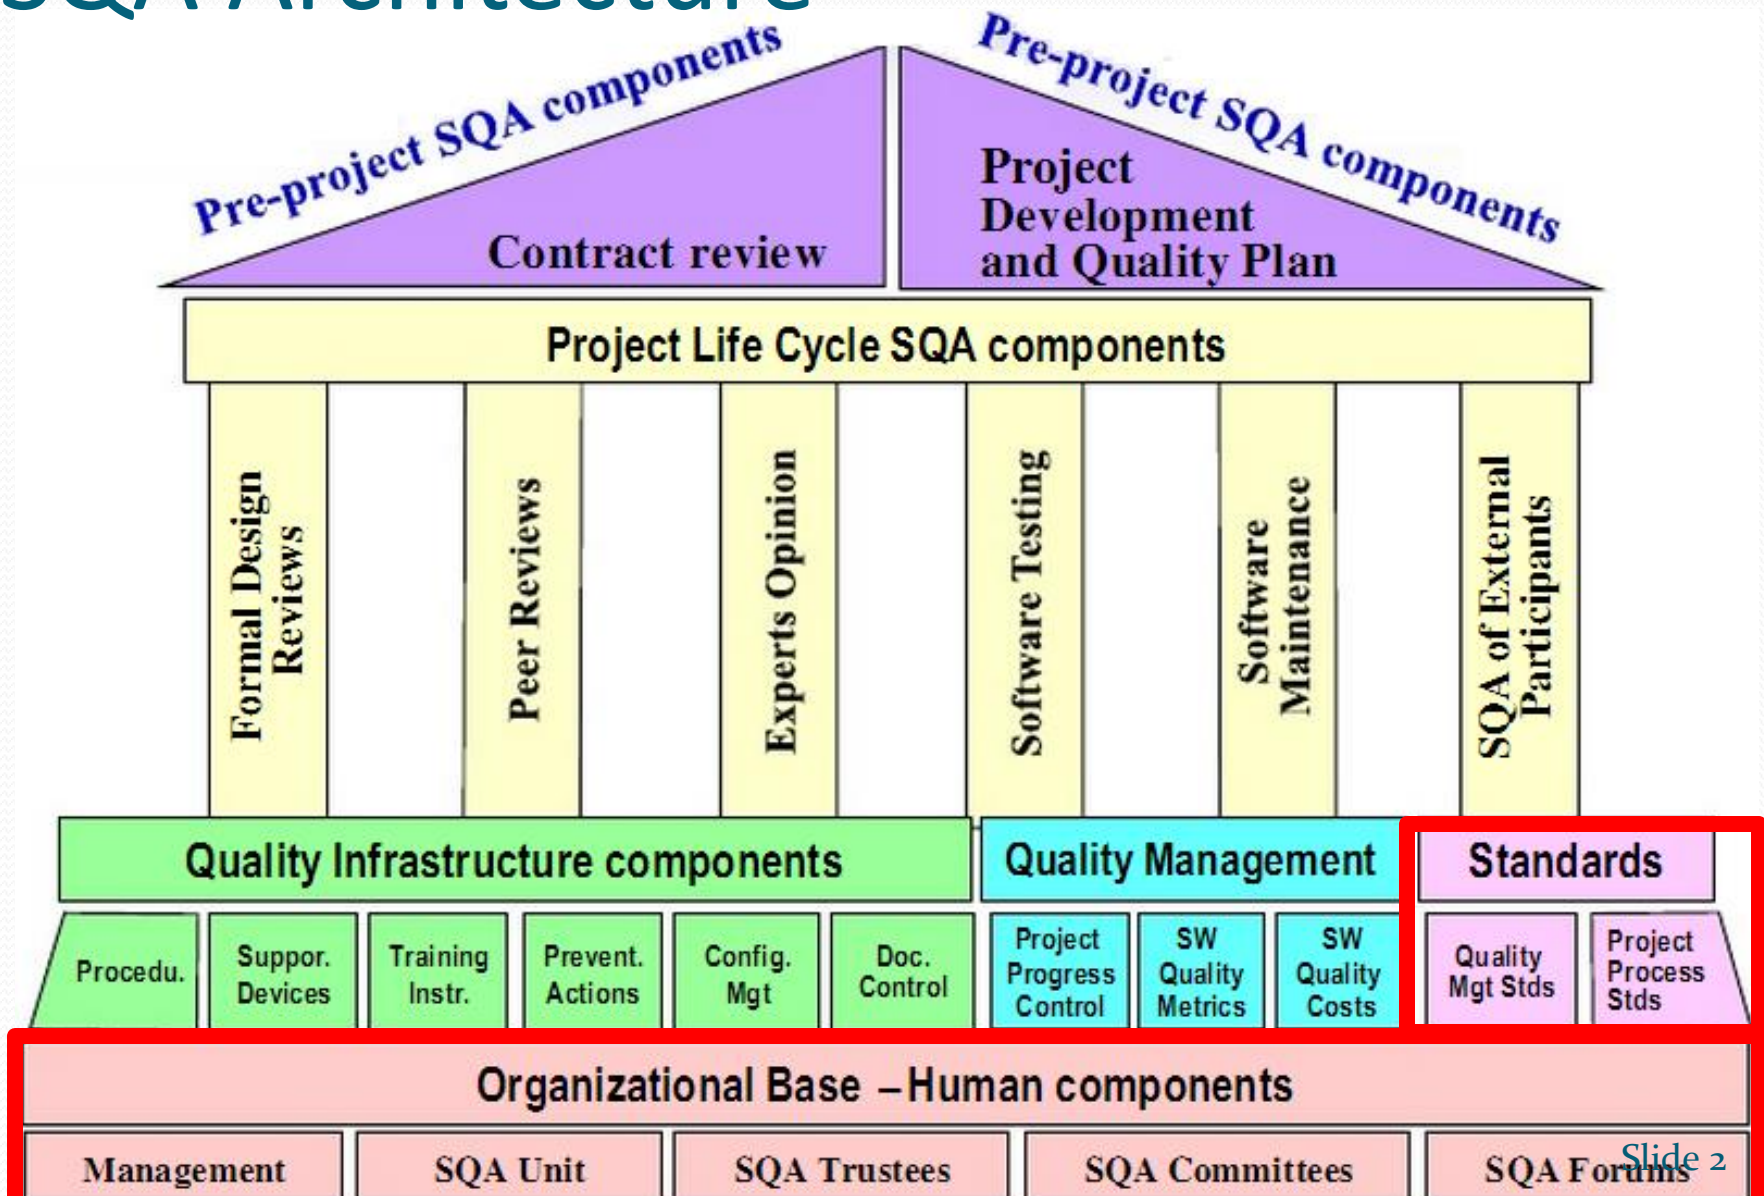 SQA Architecture
Pre-project SQA components
Pre-project SQA components
Contract review
Project
Development
and Quality Plan
Project Life Cycle SQA components
Formal Design
Reviews
Peer Reviews
Experts Opinion
Software Testing
Software
Maintenance
SQA of External
Participants
Quality Infrastructure components
Quality Management
Standards
Procedu.
Suppor.
Devices
Training
Instr.
Prevent.
Actions
Config.
Mgt
Doc.
Control
Project
Progress
Control
SW
Quality
Metrics
SW
Quality
Costs
Quality
Mgt Stds
Project
Process
Stds
Organizational Base – Human components
Management
SQA Unit
SQA Trustees
SQA Committees
SQA Forums
Slide 2